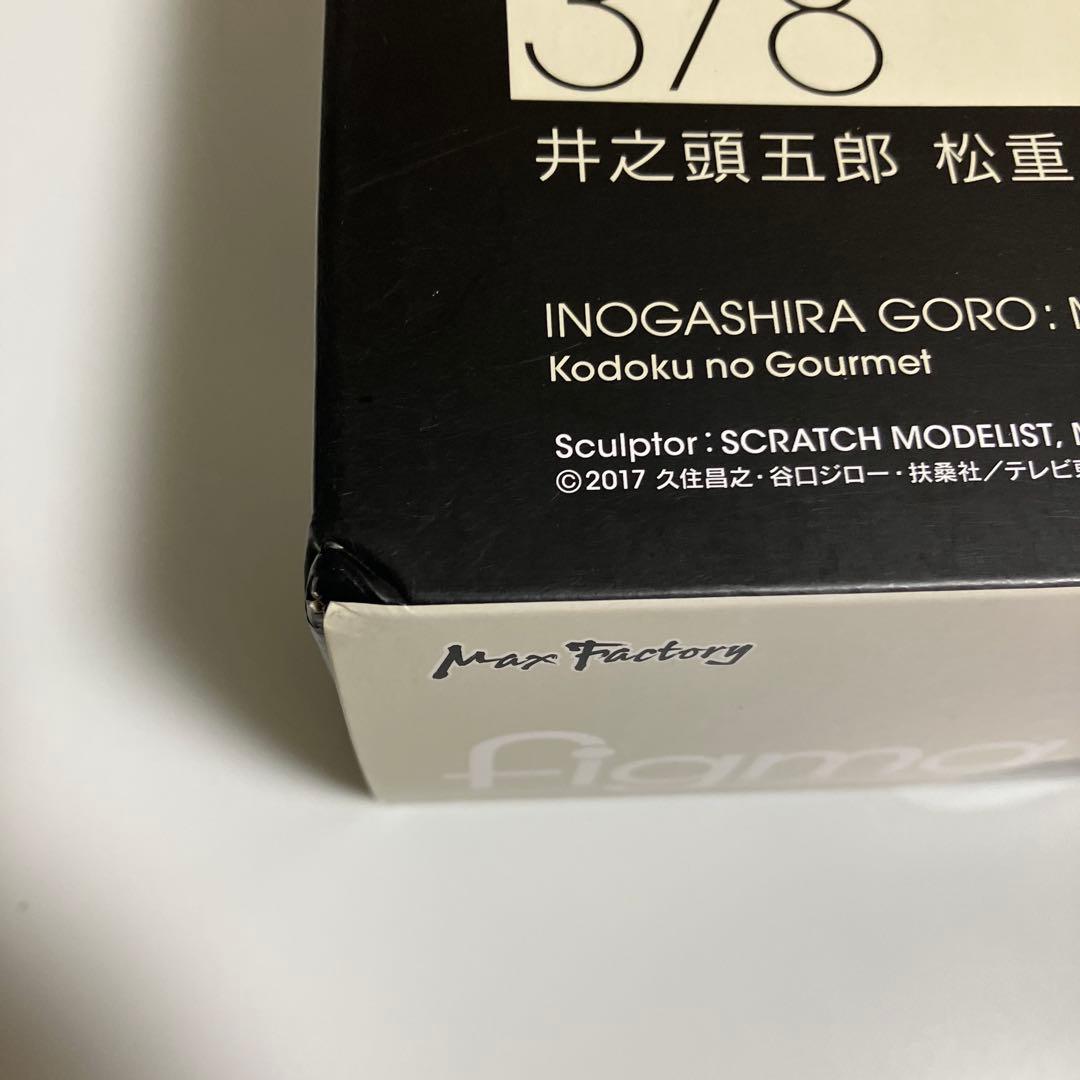 378
井之頭五郎 松重
INOGASHIRA GORO:
Kodoku no Gourmet
Sculptor: SCRATCH MODELIST,
©2017 久住昌之・谷口ジロー・扶桑社／テレビ東
Max Factory
figma